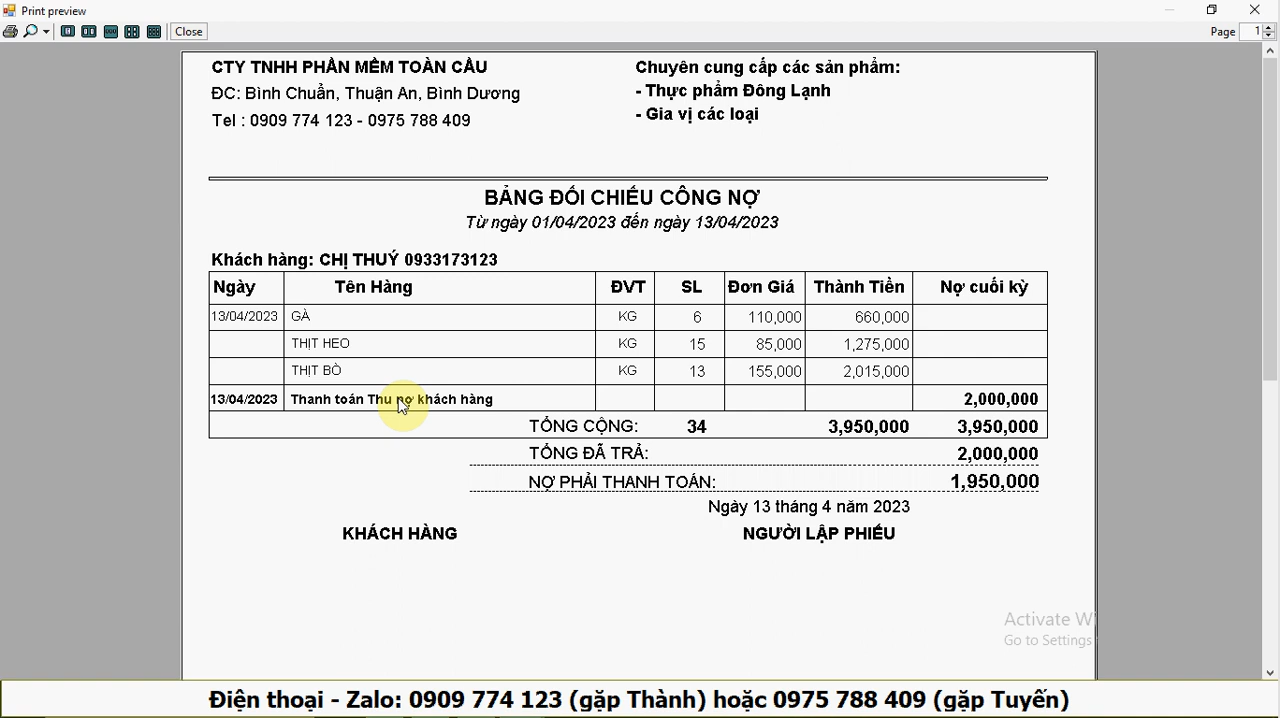 Print preview
Close
Page 1
CTY TNHH PHẦN MỀM TOÀN CẦU
ĐC: Bình Chuẩn, Thuận An, Bình Dương
Tel : 0909 774 123 - 0975 788 409
Chuyên cung cấp các sản phẩm:
- Thực phẩm Đông Lạnh
- Gia vị các loại
BẢNG ĐỐI CHIẾU CÔNG NỢ
Từ ngày 01/04/2023 đến ngày 13/04/2023
Khách hàng: CHỊ THUÝ 0933173123
Ngày Tên Hàng ĐVT SL Đơn Giá Thành Tiền Nợ cuối kỳ
13/04/2023 GÀ KG 6 110,000 660,000
THỊT HEO KG 15 85,000 1,275,000
THỊT BÒ KG 13 155,000 2,015,000
13/04/2023 Thanh toán Thu nợ khách hàng 2,000,000
TỔNG CỘNG: 34 3,950,000 3,950,000
TỔNG ĐÃ TRẢ: 2,000,000
NỢ PHẢI THANH TOÁN: 1,950,000
Ngày 13 tháng 4 năm 2023
KHÁCH HÀNG NGƯỜI LẬP PHIẾU
Activate Wi
Go to Settings
Điện thoại - Zalo: 0909 774 123 (gặp Thành) hoặc 0975 788 409 (gặp Tuyến)